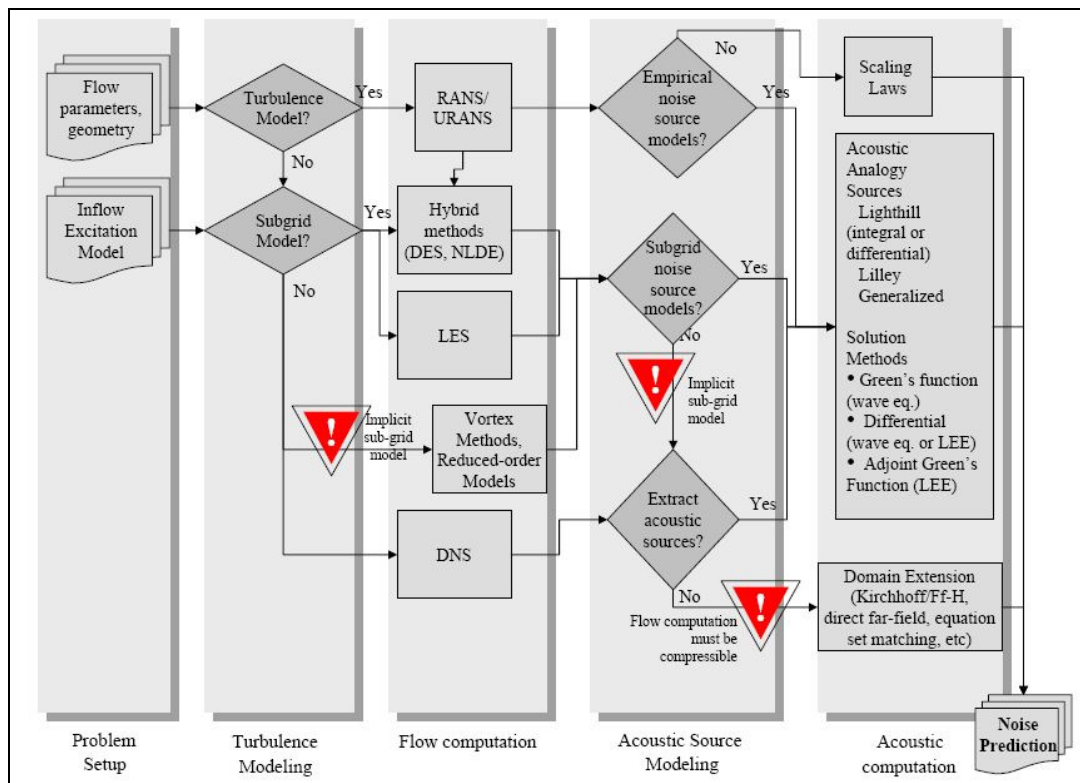 Flow
parameters,
geometry
Inflow
Excitation
Model
Turbulence
Model?
Yes
No
Subgrid
Model?
Yes
No
RANS/
URANS
Hybrid
methods
(DES, NLDE)
LES
Implicit
sub-grid
model
Vortex
Methods,
Reduced-order
Models
DNS
Empirical
noise
source
models?
No
Yes
Subgrid
noise
source
models?
Yes
No
!
!
Implicit
sub-grid
model
Extract
acoustic
sources?
Yes
No
!
Flow computation
must be
compressible
Scaling
Laws
Acoustic
Analogy
Sources
Lighthill
(integral or
differential)
Lilley
Generalized
Solution
Methods
• Green's function
(wave eq.)
• Differential
(wave eq. or LEE)
• Adjoint Green's
Function (LEE)
Domain Extension
(Kirchhoff/Ff-H,
direct far-field, equation
set matching, etc)
Noise
Prediction
Problem
Setup
Turbulence
Modeling
Flow computation
Acoustic Source
Modeling
Acoustic
computation